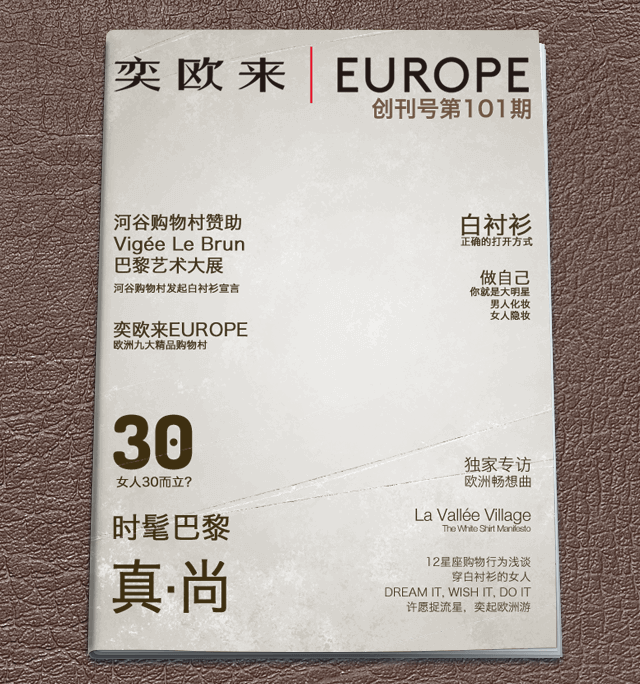 奕欧来 | EUROPE
创刊号第101期
河谷购物村赞助
Vigée Le Brun
巴黎艺术大展
河谷购物村发起白衬衫宣言
奕欧来EUROPE
欧洲九大精品购物村
30
女人30而立?
时髦巴黎
真·尚
白衬衫
正确的打开方式
做自己
你就是大明星
男人化妆
女人隐妆
独家专访
欧洲畅想曲
La Vallée Village
The White Shirt Manifesto
12星座购物行为浅谈
穿白衬衫的女人
DREAM IT, WISH IT, DO IT
许愿捉流星，奕起欧洲游